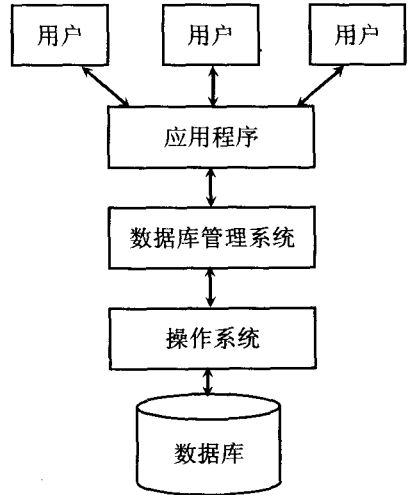 用户
用户
用户
应用程序
数据库管理系统
操作系统
数据库